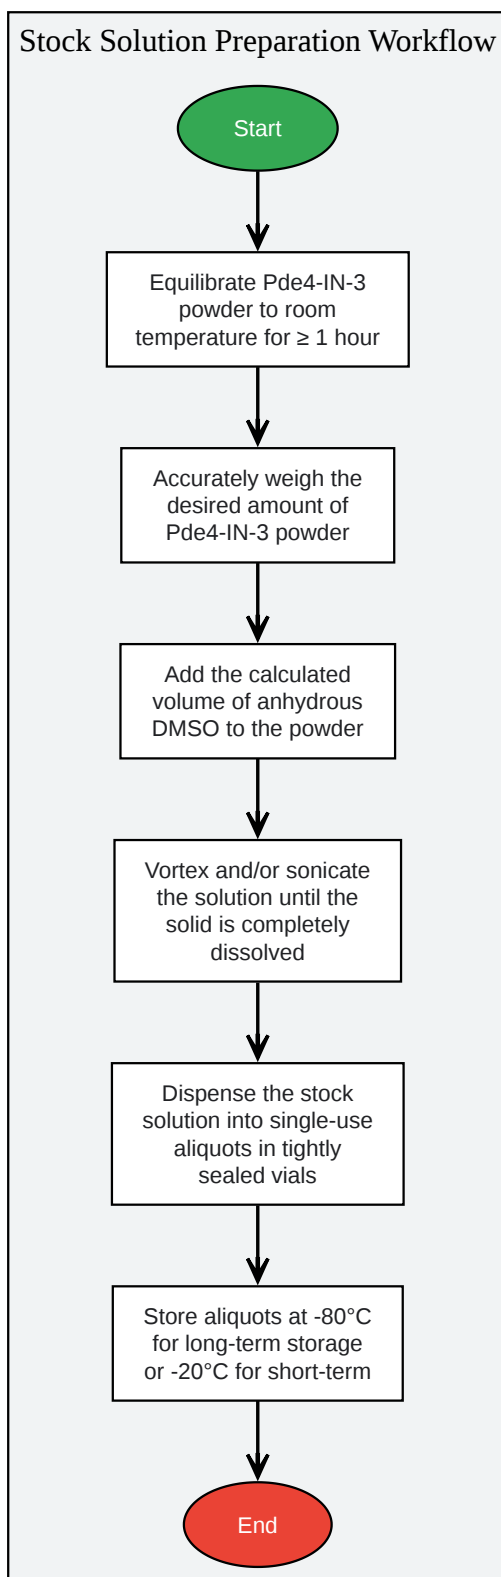 Stock Solution Preparation Workflow
Start
Equilibrate Pde4-IN-3
powder to room
temperature for ≥ 1 hour
Accurately weigh the
desired amount of
Pde4-IN-3 powder
Add the calculated
volume of anhydrous
DMSO to the powder
Vortex and/or sonicate
the solution until the
solid is completely
dissolved
Dispense the stock
solution into single-use
aliquots in tightly
sealed vials
Store aliquots at -80°C
for long-term storage
or -20°C for short-term
End